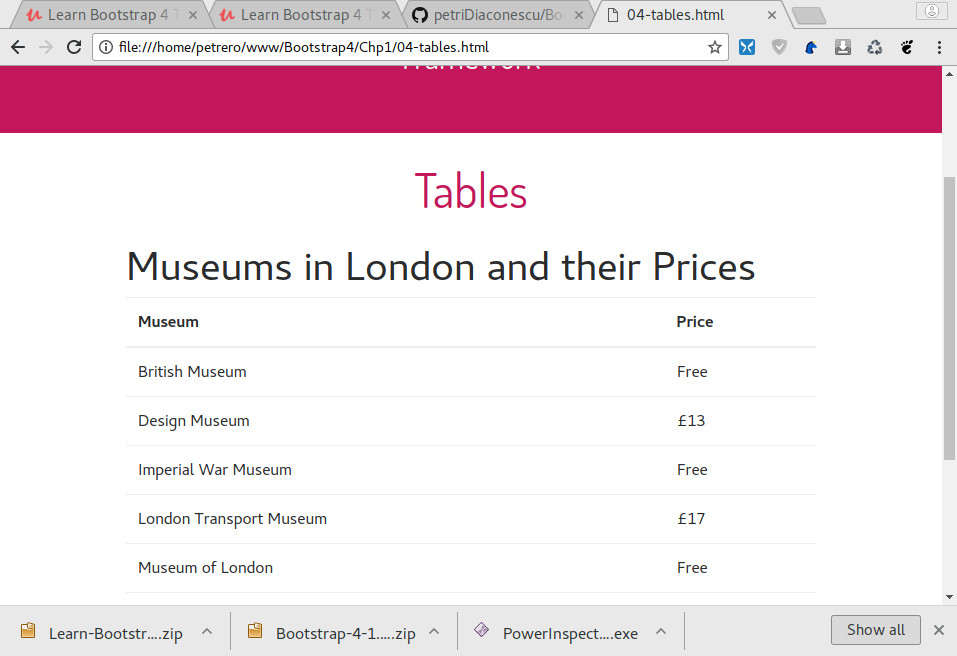 Learn Bootstrap 4 T
Learn Bootstrap 4 T
petriDiaconescu/Bo
04-tables.html
file:///home/petrero/www/Bootstrap4/Chp1/04-tables.html
Tables
Museums in London and their Prices
Museum Price
British Museum Free
Design Museum £13
Imperial War Museum Free
London Transport Museum £17
Museum of London Free
Learn-Bootstr....zip
Bootstrap-4-1.....zip
PowerInspect....exe
Show all